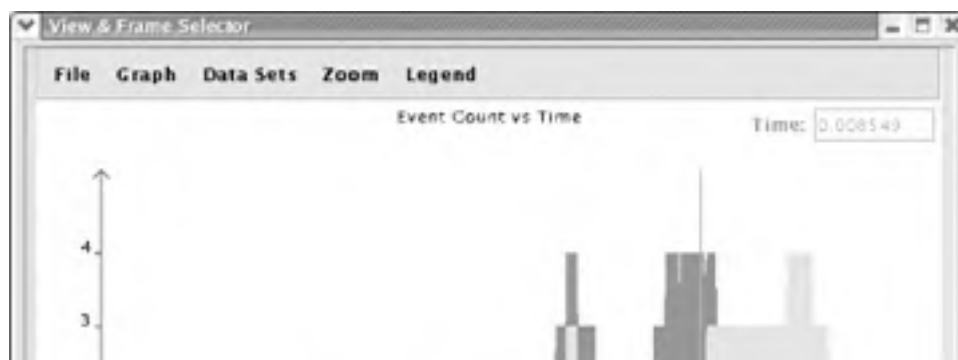 View & Frame Selector
File Graph Data Sets Zoom Legend
Event Count vs Time
Time: 0.008549
4
3